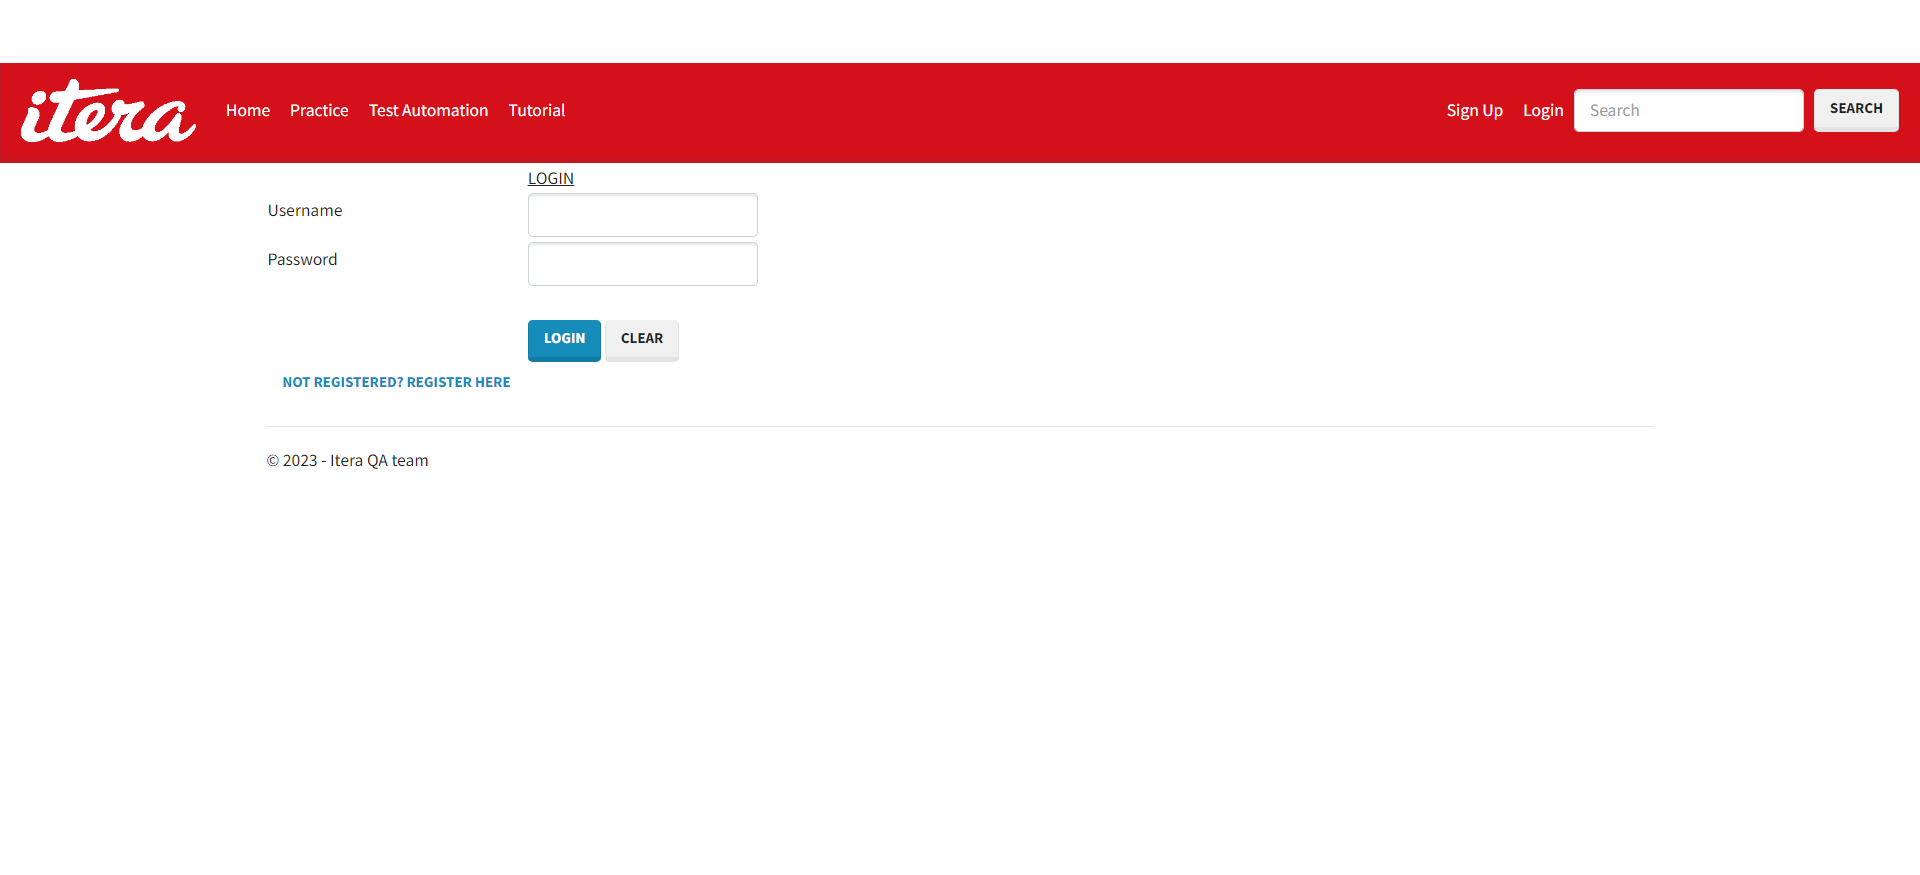 itera Home Practice Test Automation Tutorial Sign Up Login Search SEARCH
LOGIN
Username
Password
LOGIN CLEAR
NOT REGISTERED? REGISTER HERE
© 2023 - Itera QA team